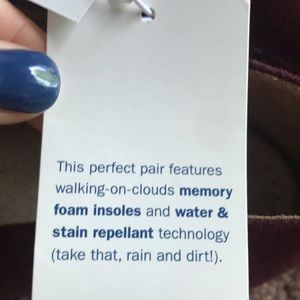 This perfect pair features
walking-on-clouds memory
foam insoles and water &
stain repellant technology
(take that, rain and dirt!).